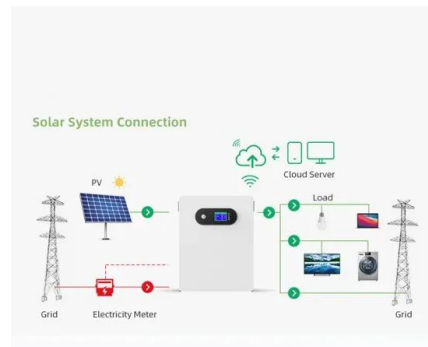 Solar System Connection
Cloud Server
PV
Load
Grid
Electricity Meter
Grid